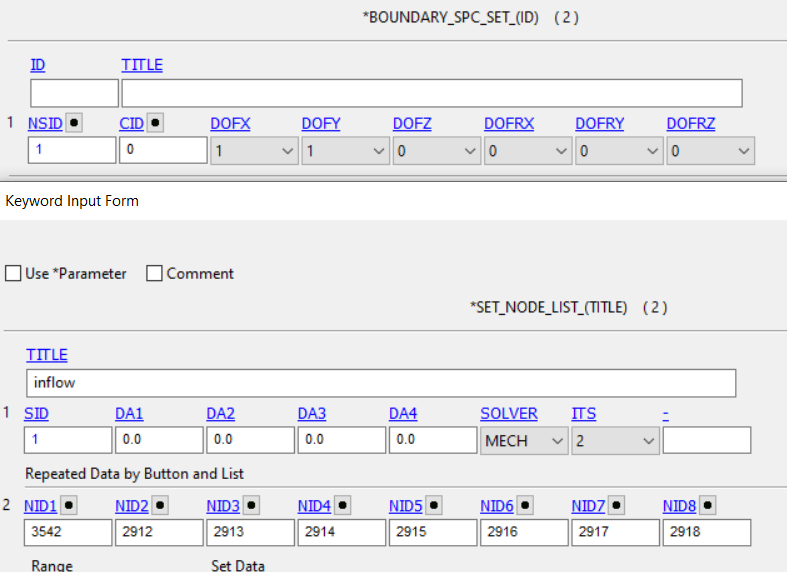 *BOUNDARY_SPC_SET_(ID) (2)
ID TITLE
1 NSID CID DOFX DOFY DOFZ DOFRX DOFRY DOFRZ
1 0 1 1 0 0 0 0
Keyword Input Form
Use *Parameter Comment
*SET_NODE_LIST_(TITLE) (2)
TITLE
inflow
1 SID DA1 DA2 DA3 DA4 SOLVER ITS -
1 0.0 0.0 0.0 0.0 MECH 2
Repeated Data by Button and List
2 NID1 NID2 NID3 NID4 NID5 NID6 NID7 NID8
3542 2912 2913 2914 2915 2916 2917 2918
Range Set Data